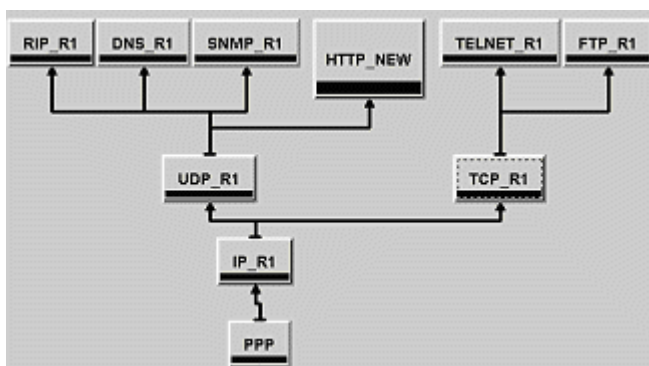 RIP_R1 DNS_R1 SNMP_R1 HTTP_NEW TELNET_R1 FTP_R1
UDP_R1 TCP_R1
IP_R1
PPP